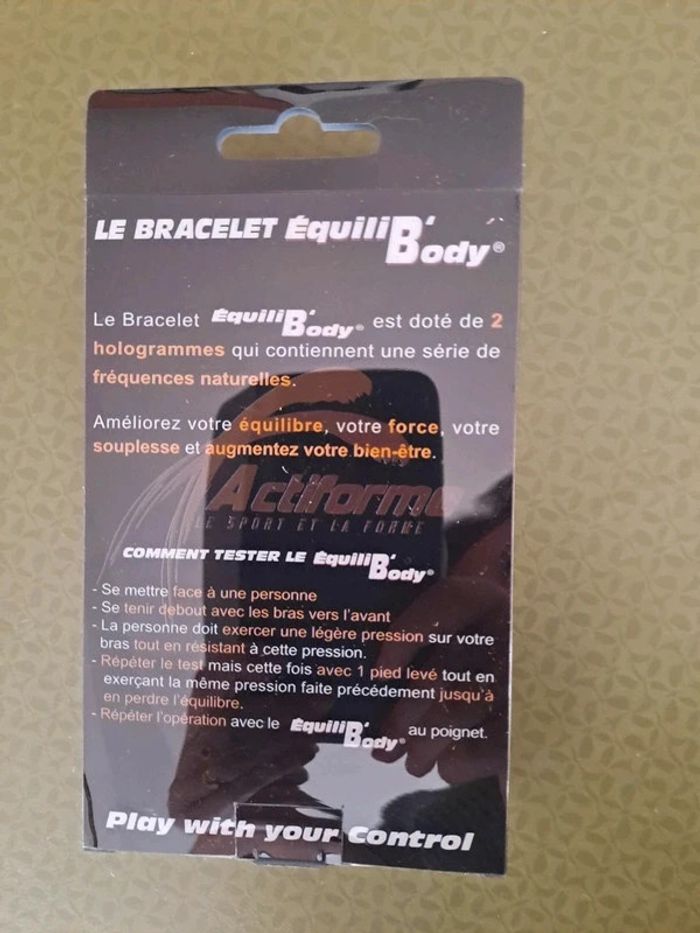 LE BRACELET ÉquiliB'Body®
Le Bracelet ÉquiliB'Body® est doté de 2
hologrammes qui contiennent une série de
fréquences naturelles.
Améliorez votre équilibre, votre force, votre
souplesse et augmentez votre bien-être.
Actiforme
LE SPORT ET LA FORME
COMMENT TESTER LE ÉquiliB'Body®
- Se mettre face à une personne
- Se tenir debout avec les bras vers l'avant
- La personne doit exercer une légère pression sur votre
bras tout en résistant à cette pression.
- Répéter le test mais cette fois avec 1 pied levé tout en
exerçant la même pression faite précédement jusqu'à
en perdre l'équilibre.
- Répéter l'opération avec le ÉquiliB'Body® au poignet.
Play with your Control